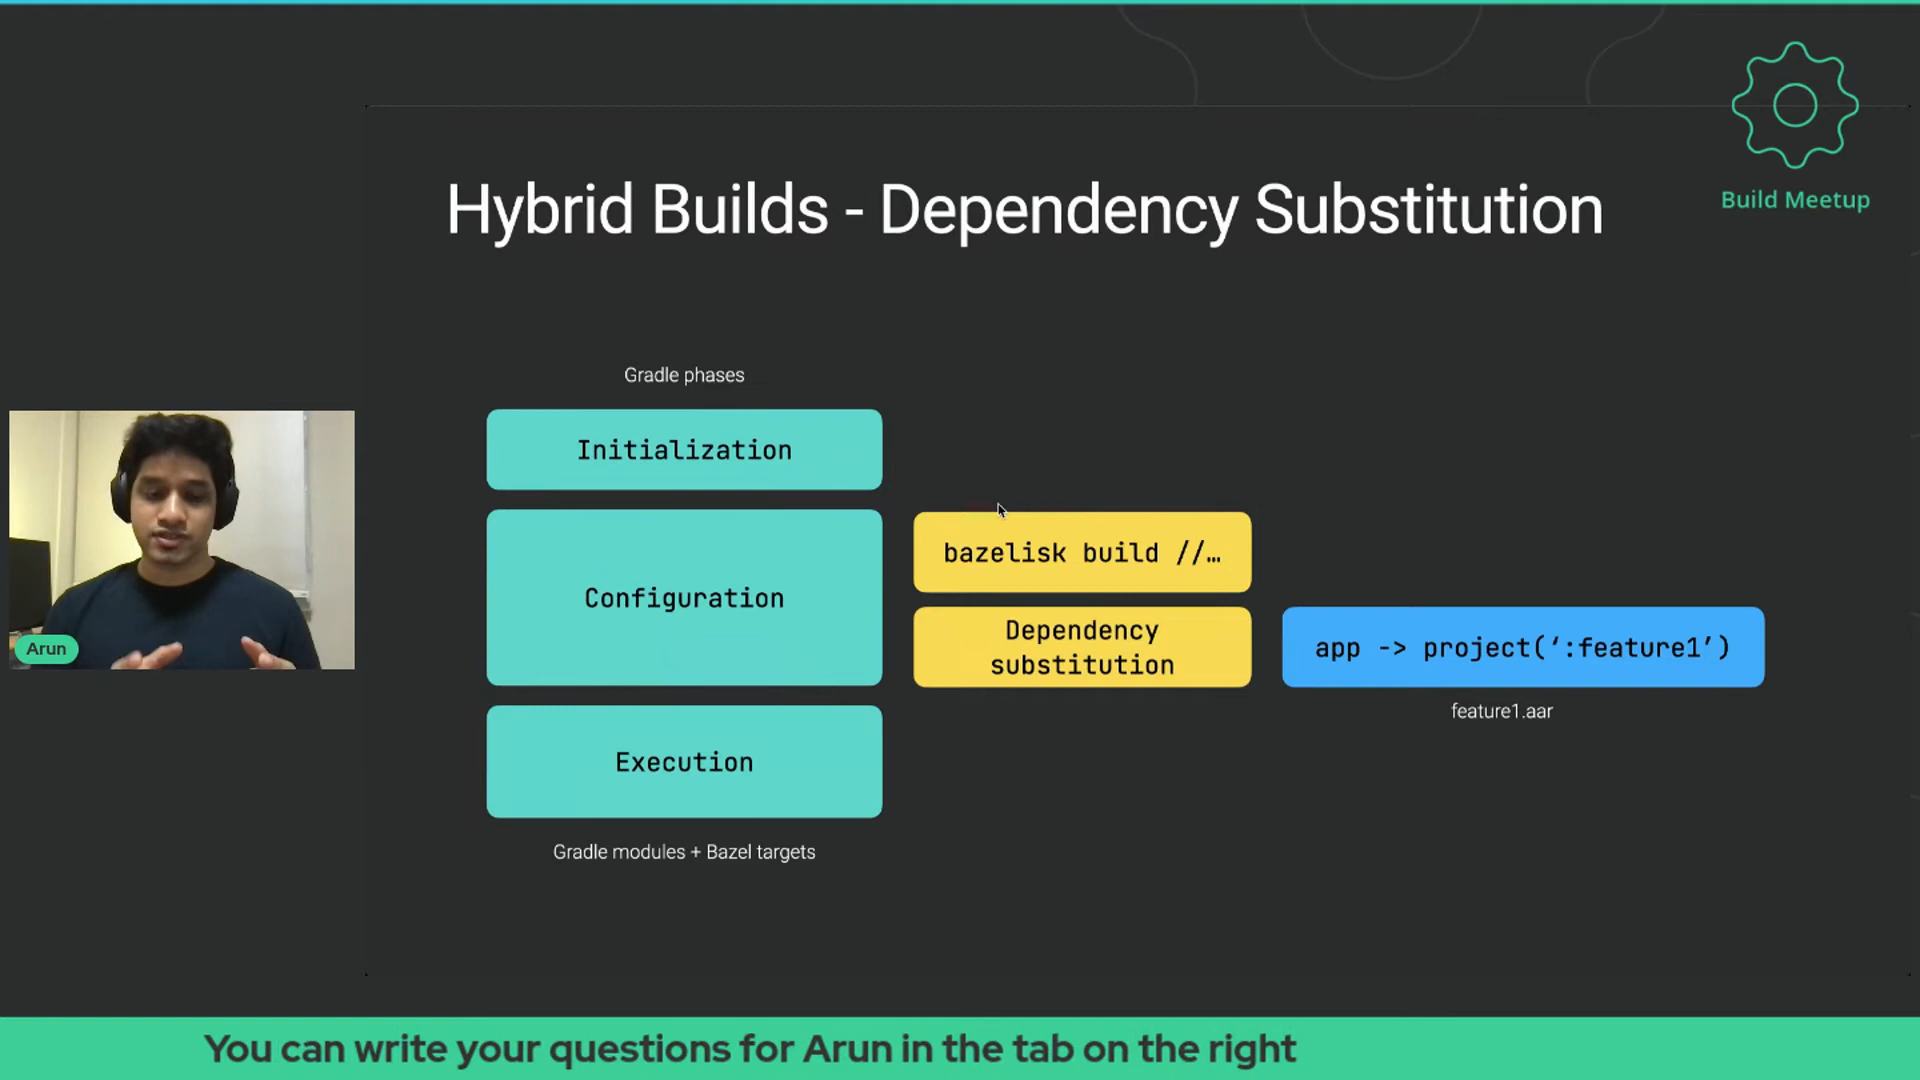 Build Meetup
Hybrid Builds - Dependency Substitution
Gradle phases
Initialization
Configuration
Execution
Gradle modules + Bazel targets
bazelisk build //…
Dependency
substitution
app -> project(‘:feature1’)
feature1.aar
Arun
You can write your questions for Arun in the tab on the right